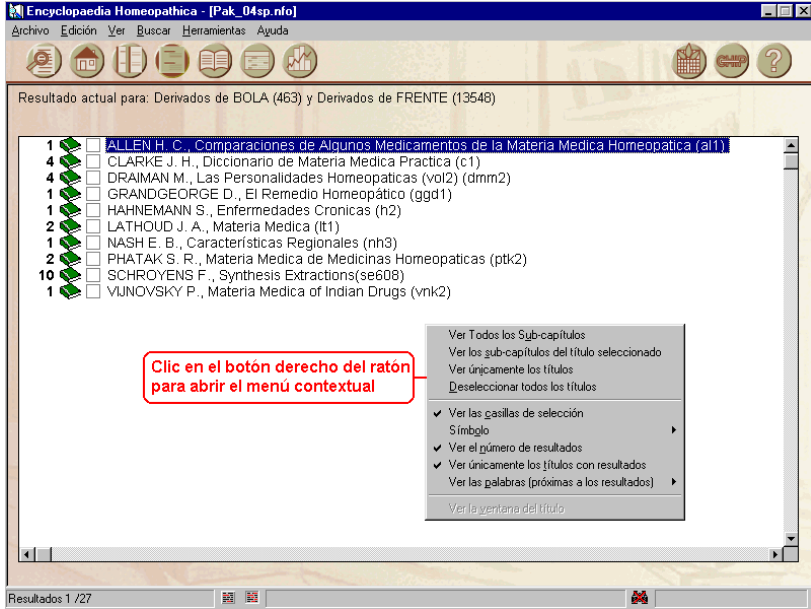 Encyclopaedia Homeopathica - [Pak_04sp.nfo]
Archivo Edición Ver Buscar Herramientas Ayuda
CHIP
?
Resultado actual para: Derivados de BOLA (463) y Derivados de FRENTE (13548)
1 ALLEN H. C., Comparaciones de Algunos Medicamentos de la Materia Medica Homeopatica (al1)
4 CLARKE J. H., Diccionario de Materia Medica Practica (c1)
4 DRAIMAN M., Las Personalidades Homeopaticas (vol2) (dmm2)
1 GRANDGEORGE D., El Remedio Homeopático (ggd1)
1 HAHNEMANN S., Enfermedades Cronicas (h2)
2 LATHOUD J. A., Materia Medica (lt1)
1 NASH E. B., Características Regionales (nh3)
2 PHATAK S. R., Materia Medica de Medicinas Homeopaticas (ptk2)
10 SCHROYENS F., Synthesis Extractions(se608)
1 VIJNOVSKY P., Materia Medica of Indian Drugs (vnk2)
Clic en el botón derecho del ratón
para abrir el menú contextual
Ver Todos los Sub-capítulos
Ver los sub-capítulos del título seleccionado
Ver únicamente los títulos
Deseleccionar todos los títulos
Ver las casillas de selección
Símbolo
Ver el número de resultados
Ver únicamente los títulos con resultados
Ver las palabras (próximas a los resultados)
Ver la ventana del título
Resultados 1 /27